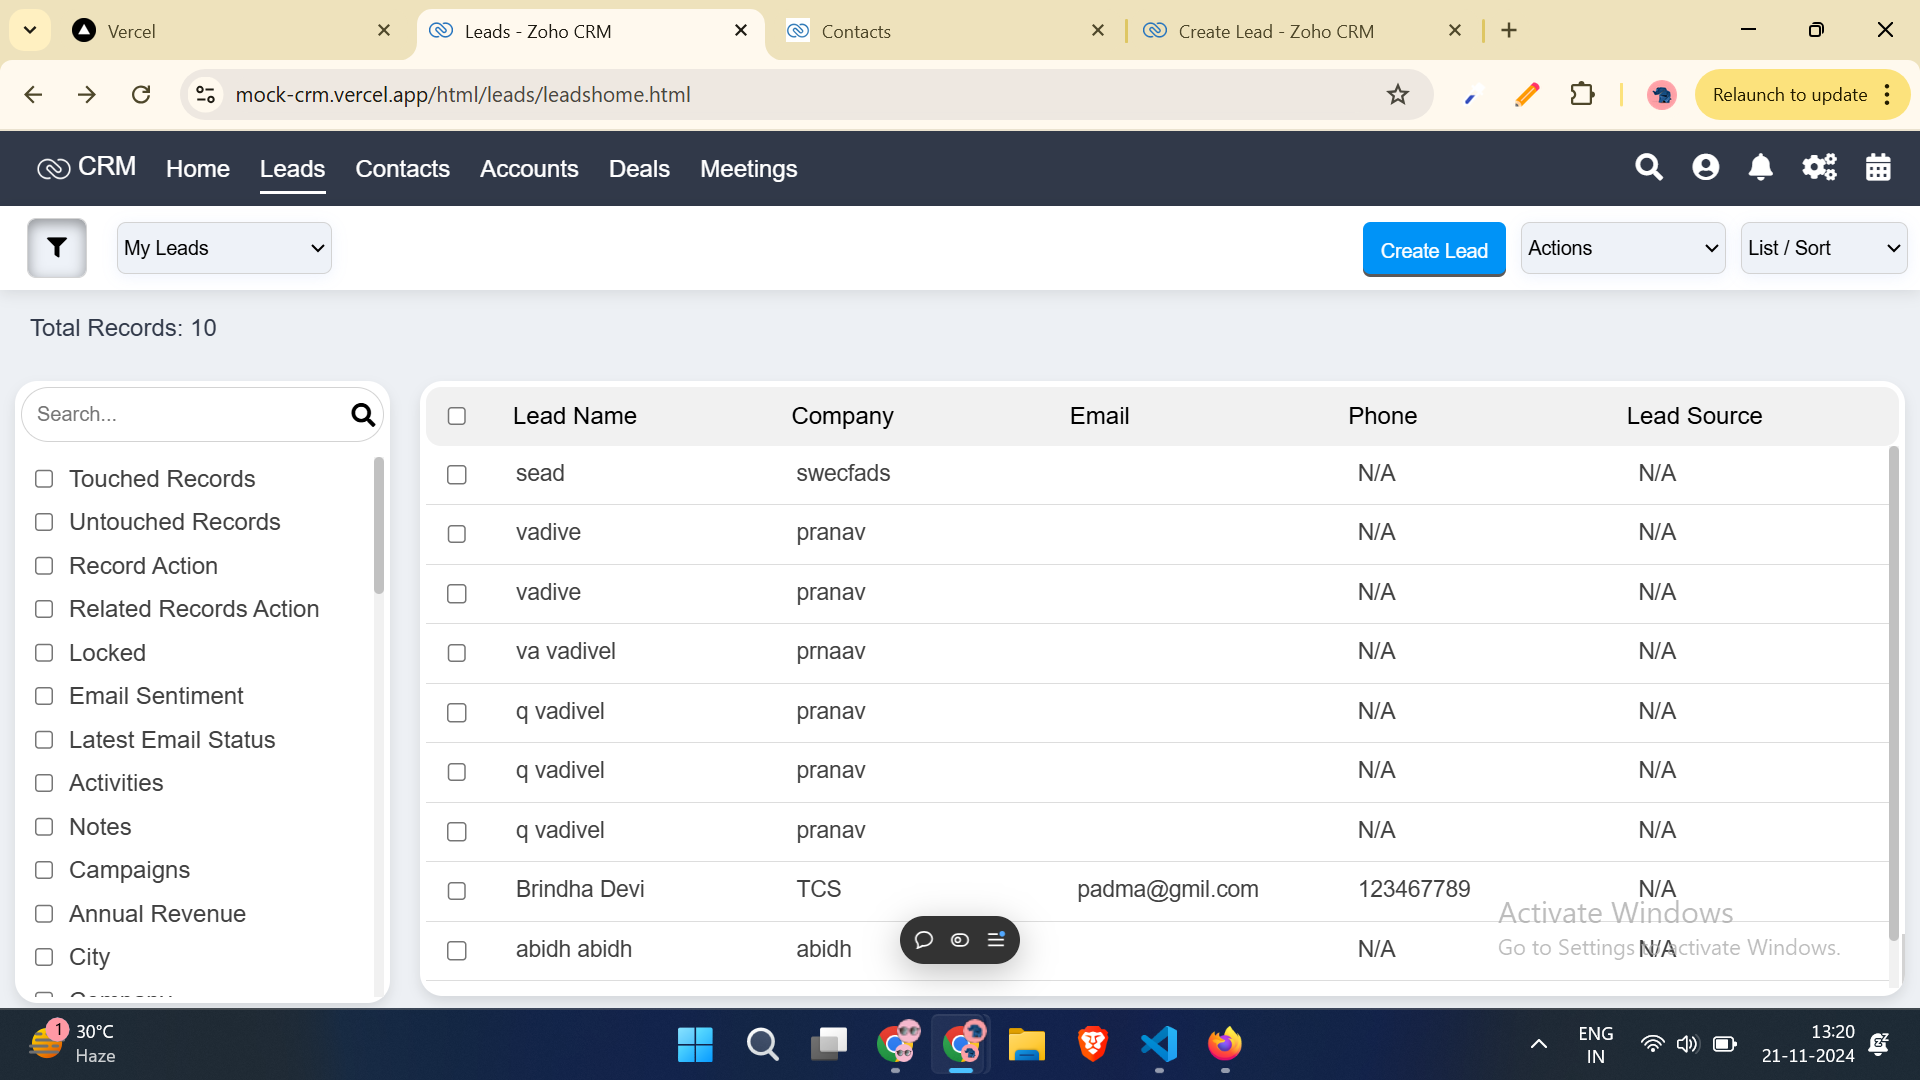 Vercel
Leads - Zoho CRM
Contacts
Create Lead - Zoho CRM
mock-crm.vercel.app/html/leads/leadshome.html
Relaunch to update
CRM Home Leads Contacts Accounts Deals Meetings
My Leads
Create Lead
Actions
List / Sort
Total Records: 10
Search...
Touched Records
Untouched Records
Record Action
Related Records Action
Locked
Email Sentiment
Latest Email Status
Activities
Notes
Campaigns
Annual Revenue
City
Company
Lead Name Company Email Phone Lead Source
sead swecfads N/A N/A
vadive pranav N/A N/A
vadive pranav N/A N/A
va vadivel prnaav N/A N/A
q vadivel pranav N/A N/A
q vadivel pranav N/A N/A
q vadivel pranav N/A N/A
Brindha Devi TCS padma@gmil.com 123467789 N/A
abidh abidh abidh N/A N/A
Activate Windows
Go to Settings to activate Windows.
1
30°C
Haze
ENG
IN
13:20
21-11-2024